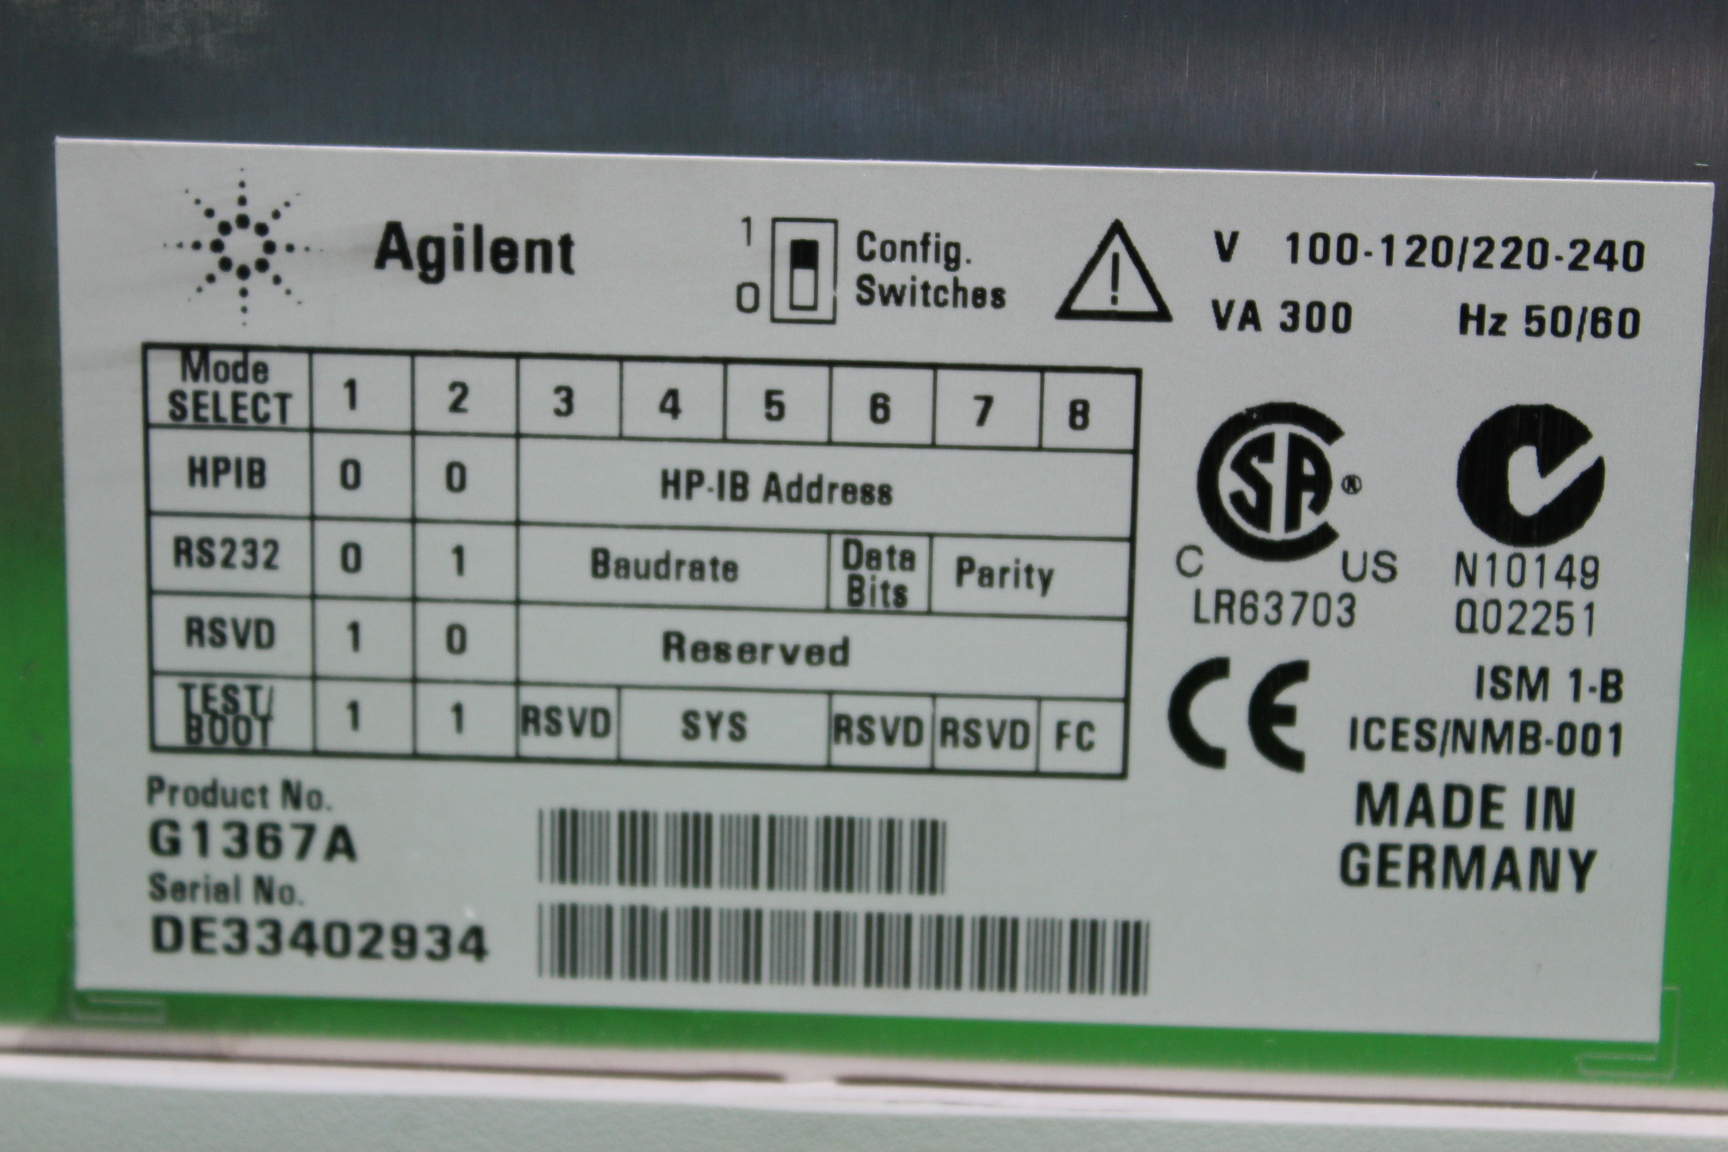 Agilent
1
0
Config.
Switches
V 100-120/220-240
VA 300 Hz 50/60
Mode SELECT 1 2 3 4 5 6 7 8
HPIB 0 0 HP-IB Address
RS232 0 1 Baudrate Data Bits Parity
RSVD 1 0 Reserved
TEST/BOOT 1 1 RSVD SYS RSVD RSVD FC
Product No.
G1367A
Serial No.
DE33402934
C SA ® US
LR63703
N10149
Q02251
CE
ISM 1-B
ICES/NMB-001
MADE IN
GERMANY